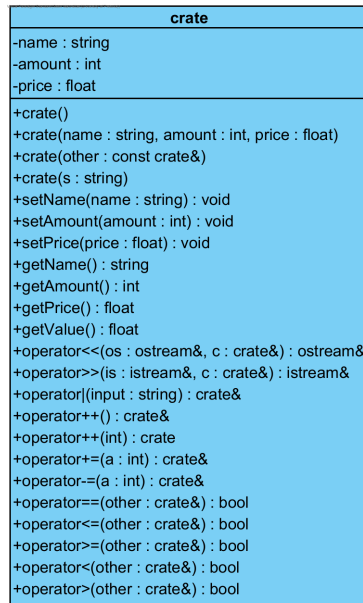 crate
-name : string
-amount : int
-price : float
+crate()
+crate(name : string, amount : int, price : float)
+crate(other : const crate&)
+crate(s : string)
+setName(name : string) : void
+setAmount(amount : int) : void
+setPrice(price : float) : void
+getName() : string
+getAmount() : int
+getPrice() : float
+getValue() : float
+operator<<(os : ostream&, c : crate&) : ostream&
+operator>>(is : istream&, c : crate&) : istream&
+operator|(input : string) : crate&
+operator++() : crate&
+operator++(int) : crate
+operator+=(a : int) : crate&
+operator-=(a : int) : crate&
+operator==(other : crate&) : bool
+operator<=(other : crate&) : bool
+operator>=(other : crate&) : bool
+operator<(other : crate&) : bool
+operator>(other : crate&) : bool